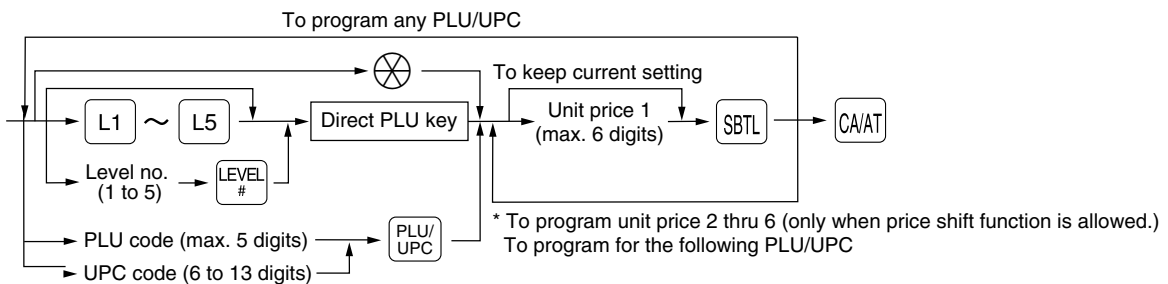 To program any PLU/UPC
To keep current setting
L1 ~ L5
Direct PLU key
Unit price 1
(max. 6 digits)
SBTL
CA/AT
Level no.
(1 to 5)
LEVEL
#
* To program unit price 2 thru 6 (only when price shift function is allowed.)
To program for the following PLU/UPC
PLU code (max. 5 digits)
PLU/
UPC
UPC code (6 to 13 digits)